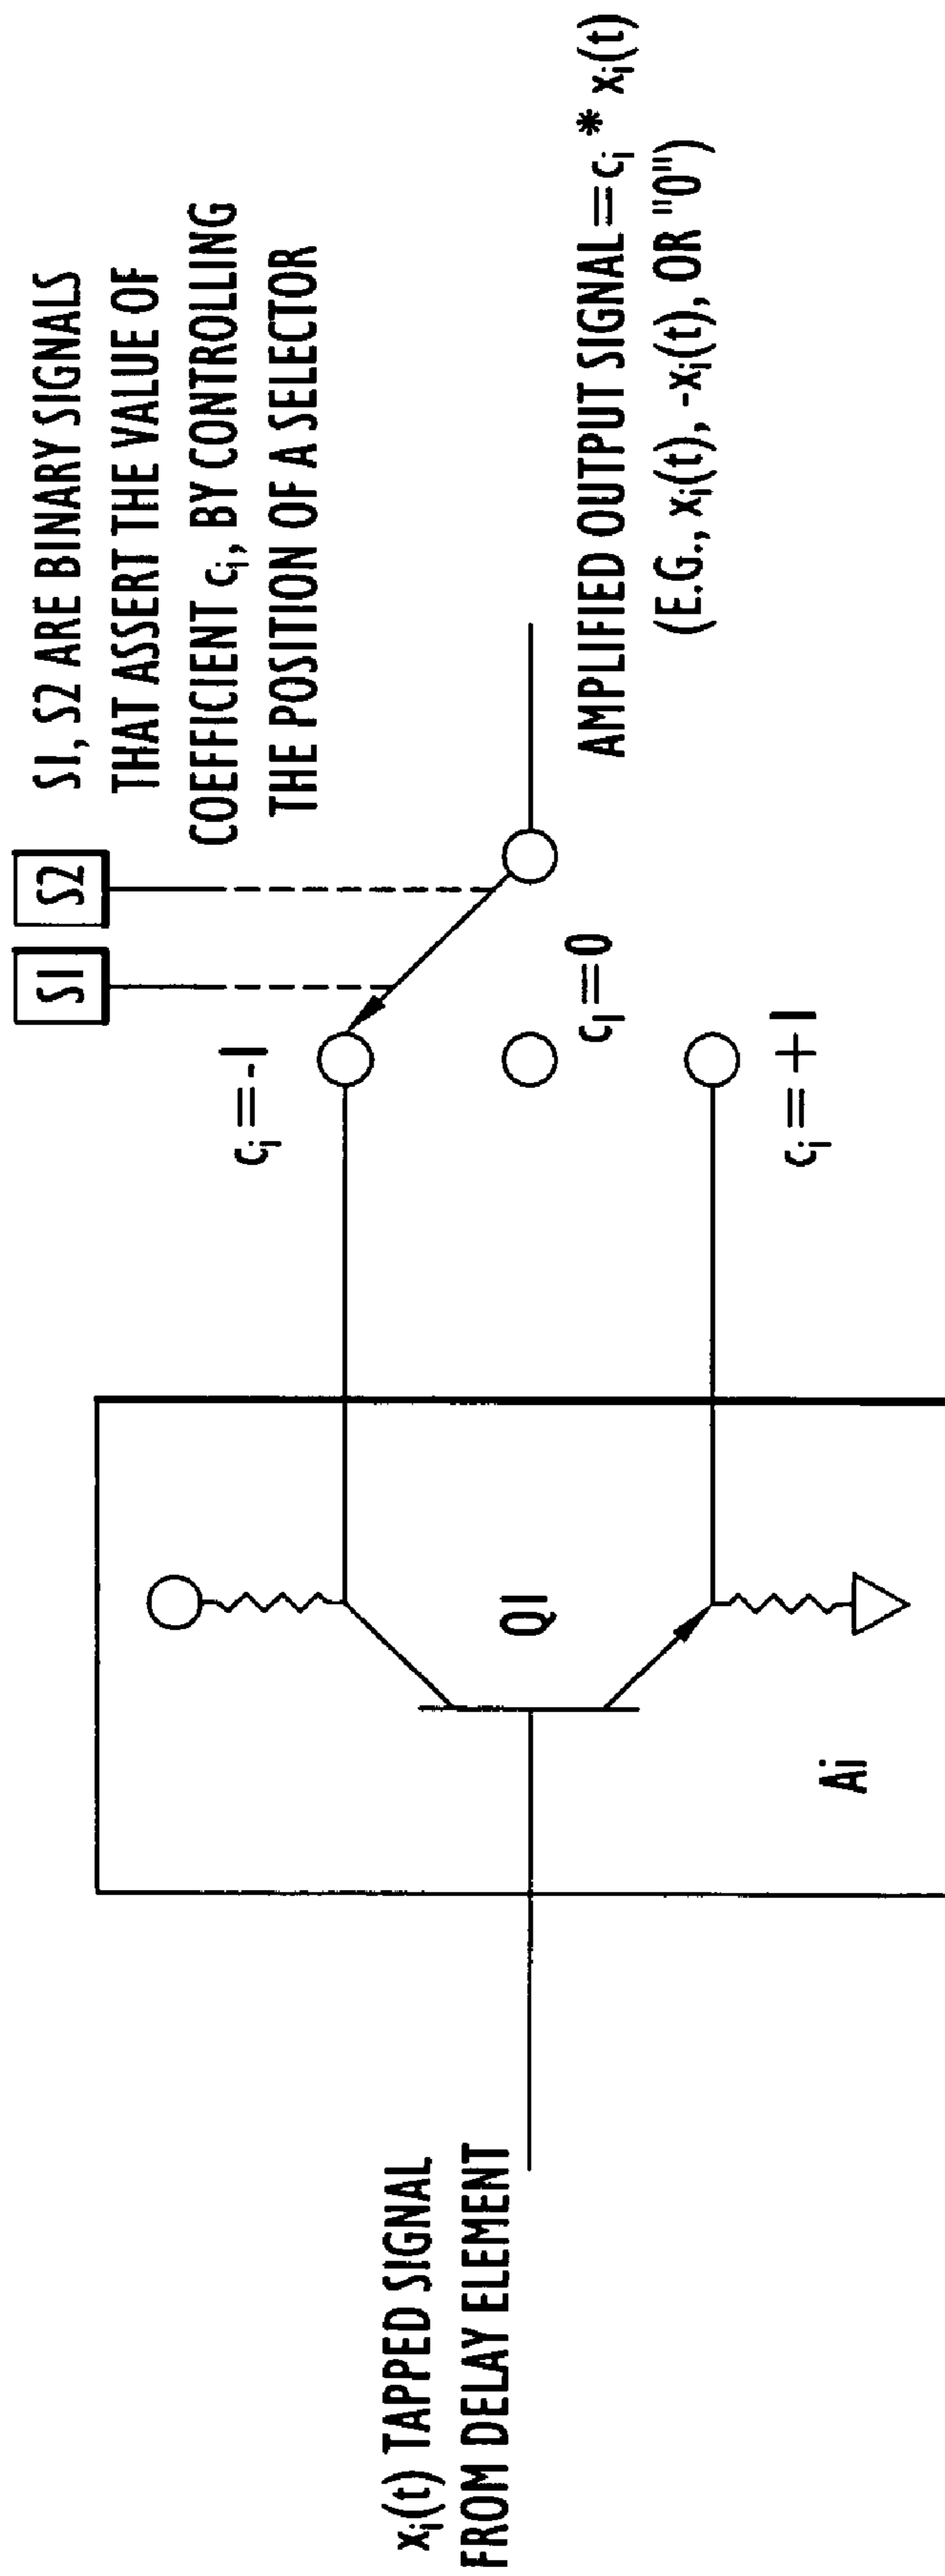 S1
S2
S1, S2 ARE BINARY SIGNALS
THAT ASSERT THE VALUE OF
COEFFICIENT ci, BY CONTROLLING
THE POSITION OF A SELECTOR
ci=-1
xi(t) TAPPED SIGNAL
FROM DELAY ELEMENT
Q1
ci=0
AMPLIFIED OUTPUT SIGNAL=ci * xi(t)
(E.G., xi(t), -xi(t), OR "0")
ci=+1
Ai